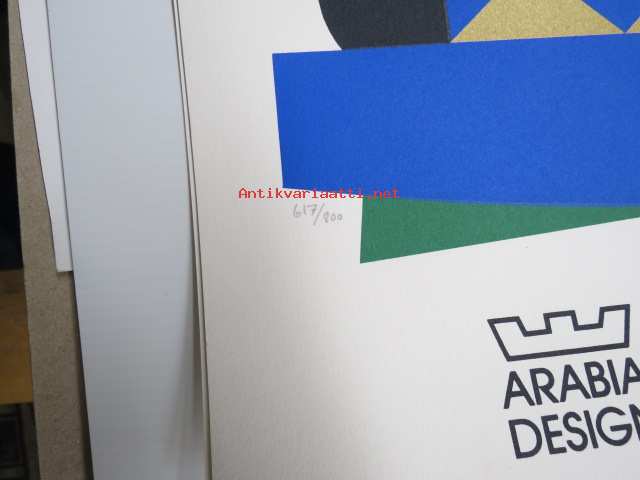 Antikvariaatti.net
617/800
ARABIA
DESIGN